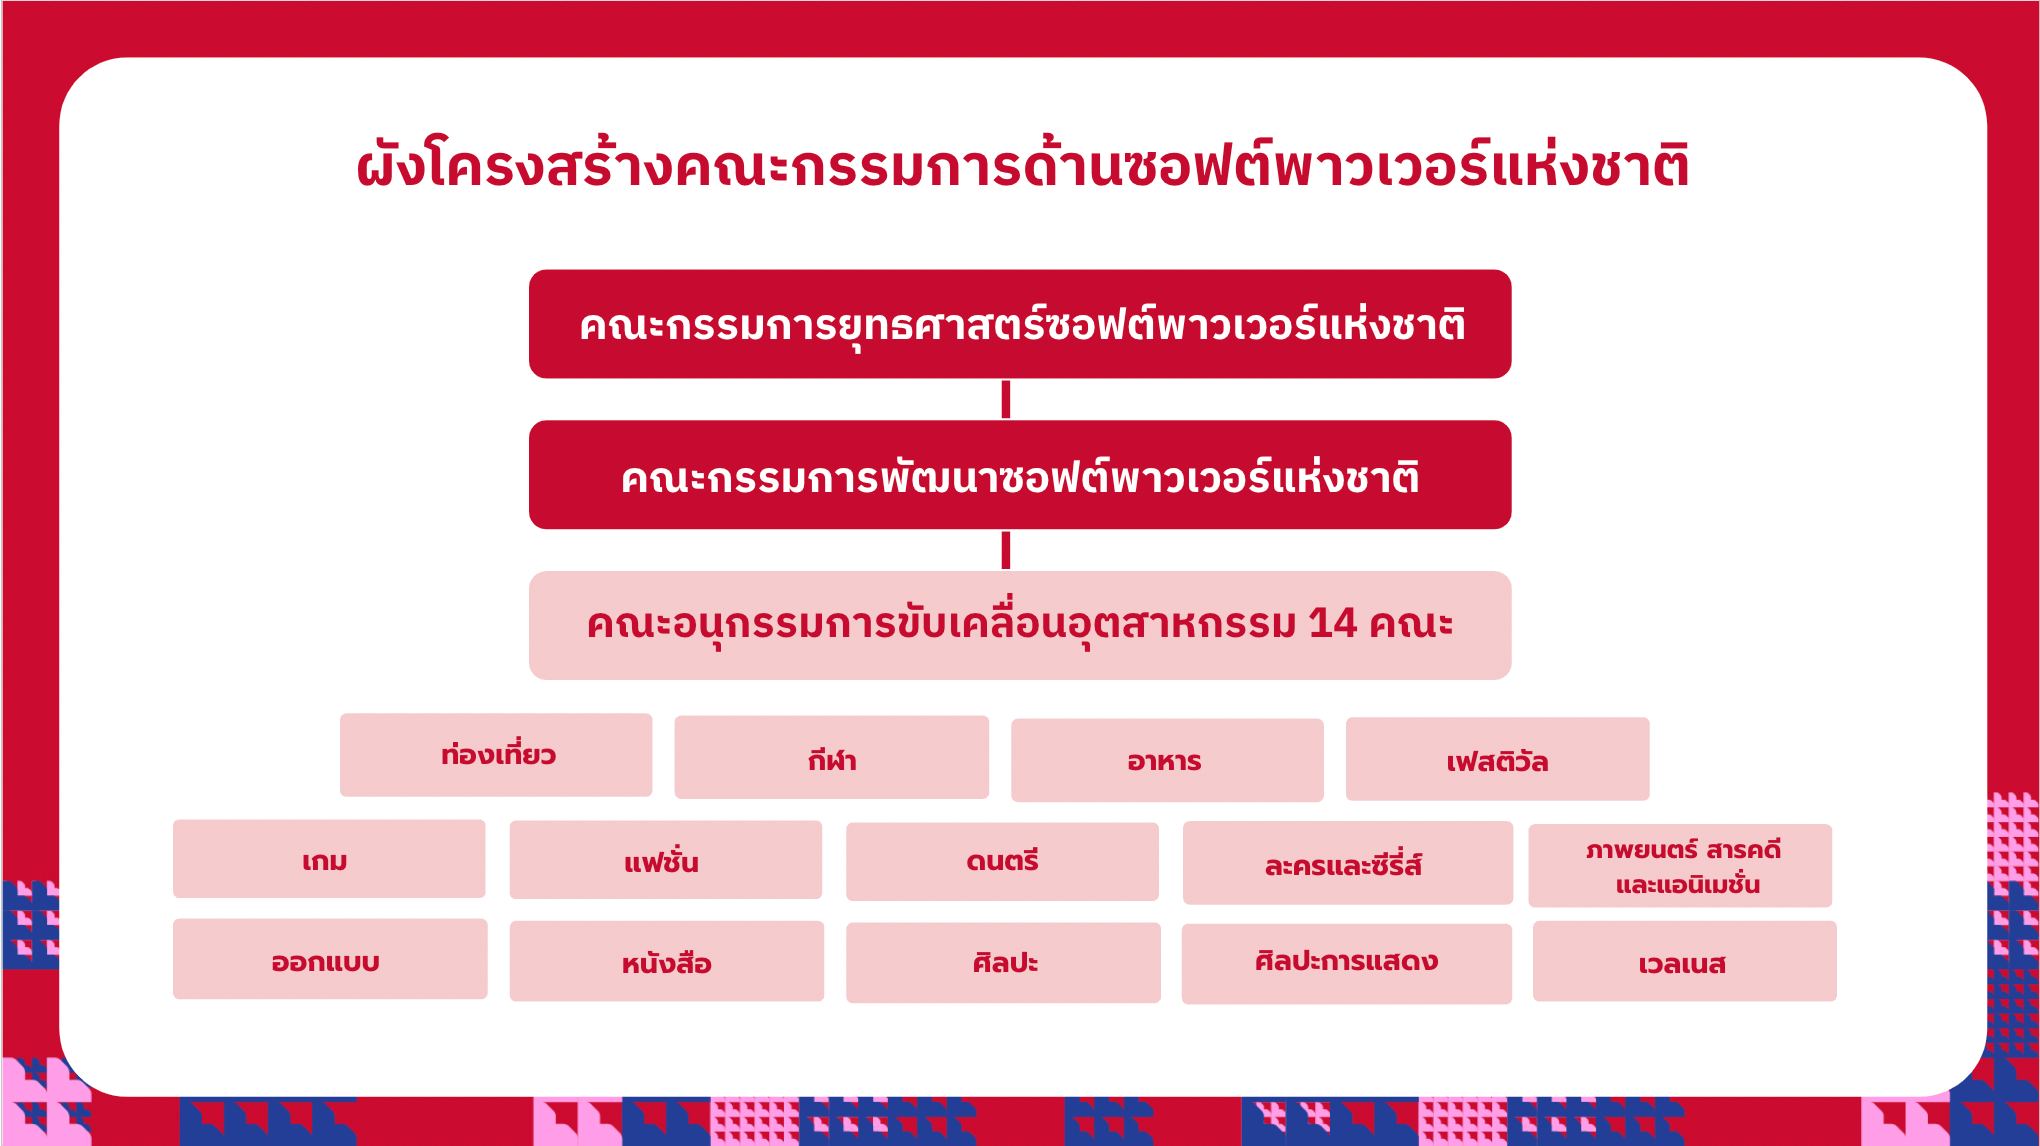 ผังโครงสร้างคณะกรรมการด้านซอฟต์พาวเวอร์แห่งชาติ
คณะกรรมการยุทธศาสตร์ซอฟต์พาวเวอร์แห่งชาติ
คณะกรรมการพัฒนาซอฟต์พาวเวอร์แห่งชาติ
คณะอนุกรรมการขับเคลื่อนอุตสาหกรรม 14 คณะ
ท่องเที่ยว
กีฬา
อาหาร
เฟสติวัล
เกม
แฟชั่น
ดนตรี
ละครและซีรี่ส์
ภาพยนตร์ สารคดี
และแอนิเมชั่น
ออกแบบ
หนังสือ
ศิลปะ
ศิลปะการแสดง
เวลเนส